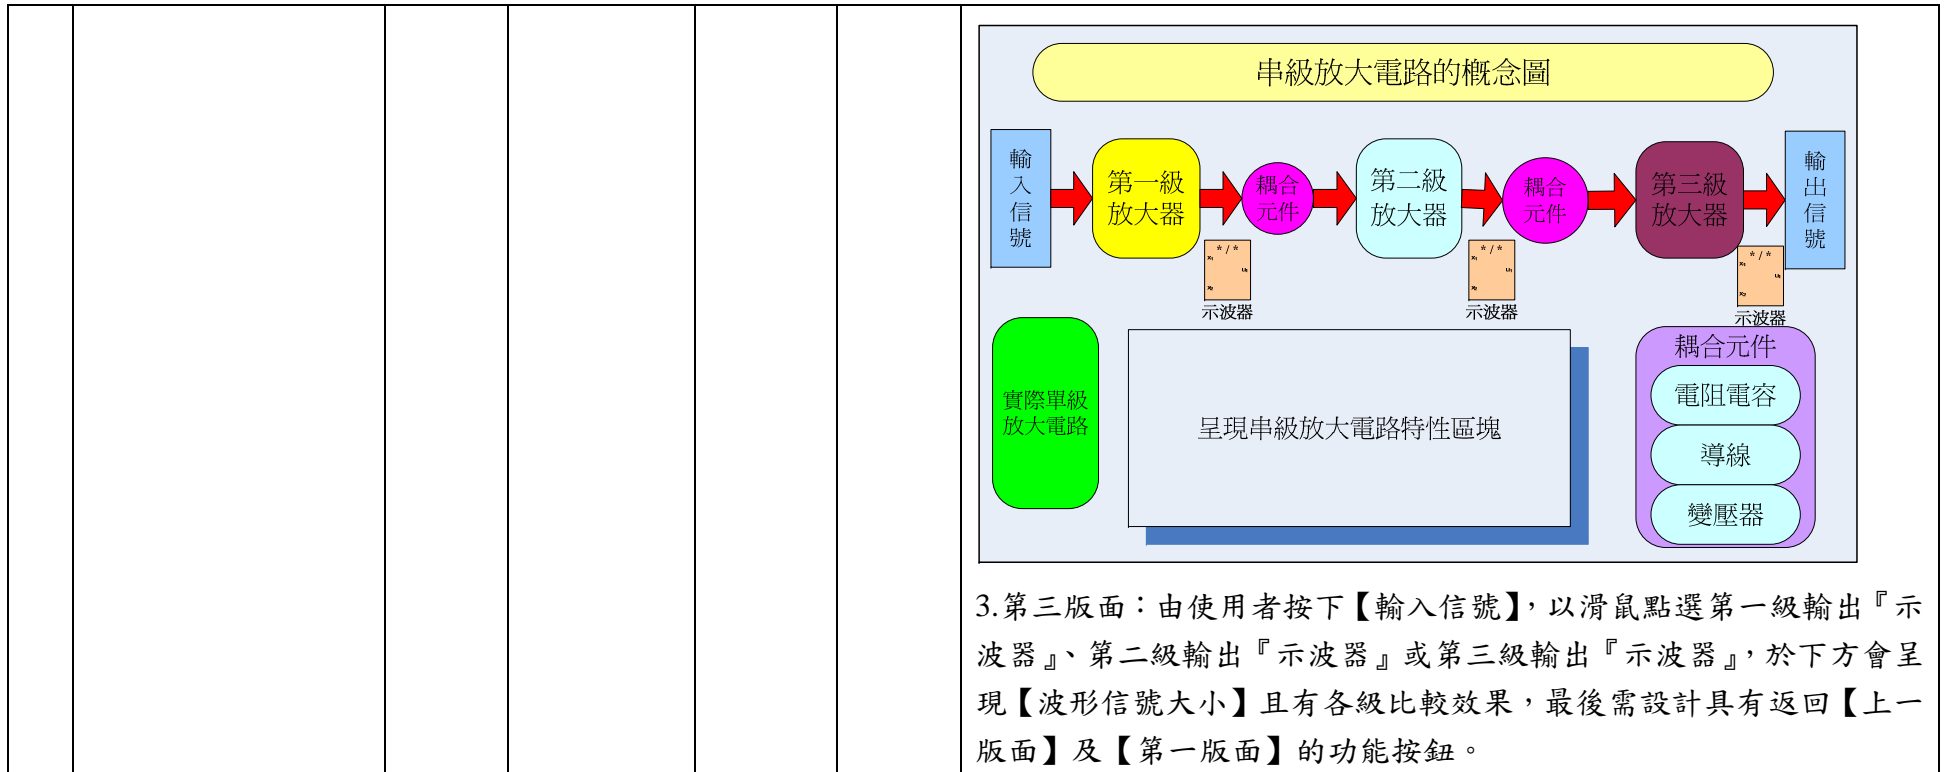 串級放大電路的概念圖
輸入信號
第一級
放大器
耦合
元件
第二級
放大器
耦合
元件
第三級
放大器
輸出信號
* / *
x₁
u₁
x₂
示波器
* / *
x₁
u₁
x₂
示波器
* / *
x₁
u₁
x₂
示波器
實際單級
放大電路
呈現串級放大電路特性區塊
耦合元件
電阻電容
導線
變壓器
3.第三版面：由使用者按下【輸入信號】，以滑鼠點選第一級輸出『示
波器』、第二級輸出『示波器』或第三級輸出『示波器』，於下方會呈
現【波形信號大小】且有各級比較效果，最後需設計具有返回【上一
版面】及【第一版面】的功能按鈕。